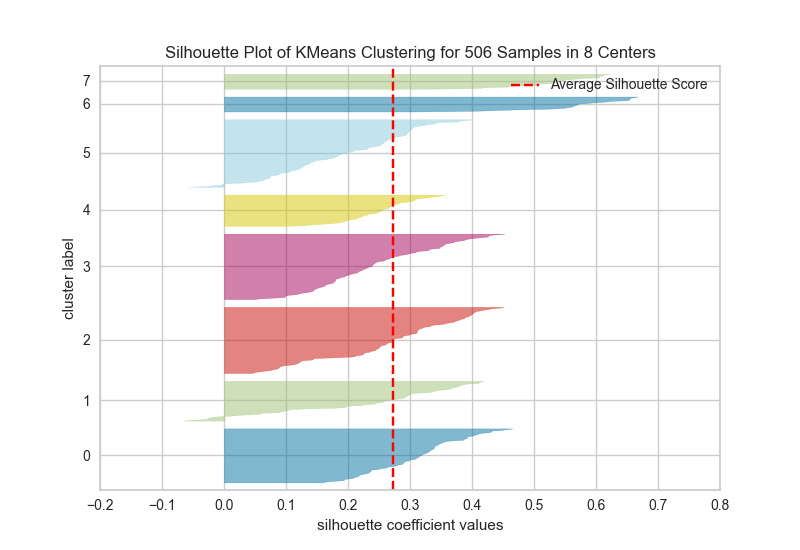 Silhouette Plot of KMeans Clustering for 506 Samples in 8 Centers
Average Silhouette Score
cluster label
7
6
5
4
3
2
1
0
−0.2 −0.1 0.0 0.1 0.2 0.3 0.4 0.5 0.6 0.7 0.8
silhouette coefficient values